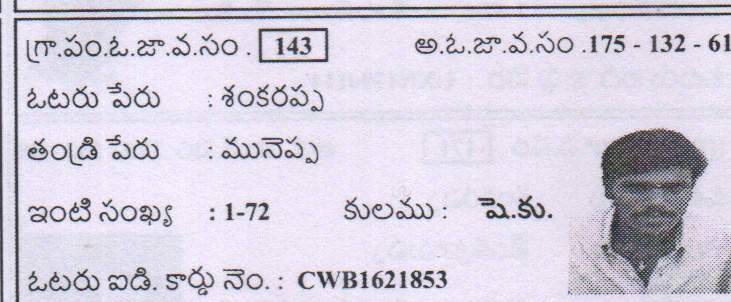 గ్రా.పం.ఓ.జా.వ.సం . 143 అ.ఓ.జా.వ.సం .175 - 132 - 61
ఓటరు పేరు : శంకరప్ప
తండ్రి పేరు : మునెప్ప
ఇంటి సంఖ్య : 1-72 కులము : షె.కు.
ఓటరు ఐడి. కార్డు నెం. : CWB1621853